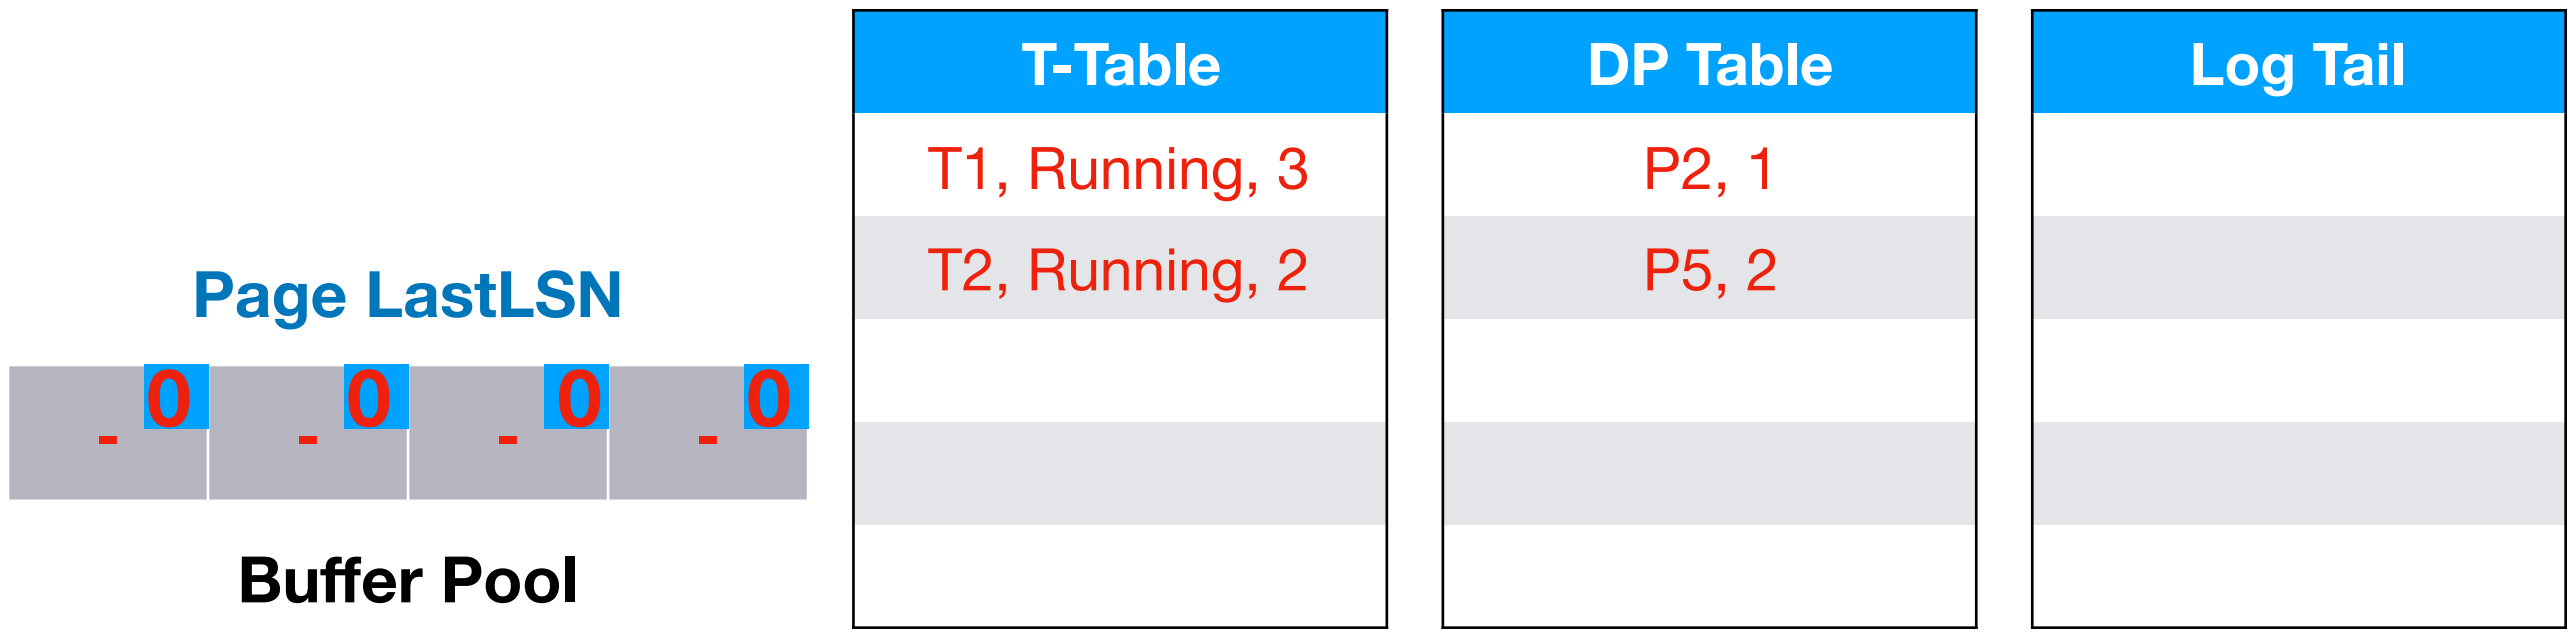 T-Table
DP Table
Log Tail
T1, Running, 3
P2, 1
T2, Running, 2
P5, 2
Page LastLSN
0 0 0 0
- - - -
Buffer Pool